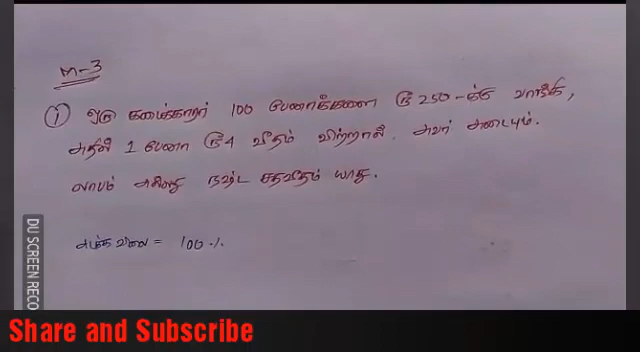 M-3
① ஒரு கடைக்காரர் 100 பேனாக்களை ரூ 250-க்கு வாங்கி,
அதில் 1 பேனா ரூ 4 வீதம் விற்றால். அவர் அடையும்.
லாபம் அல்லது நஷ்ட சதவீதம் யாது.
அடக்க விலை = 100 %
DU SCREEN RECO
Share and Subscribe